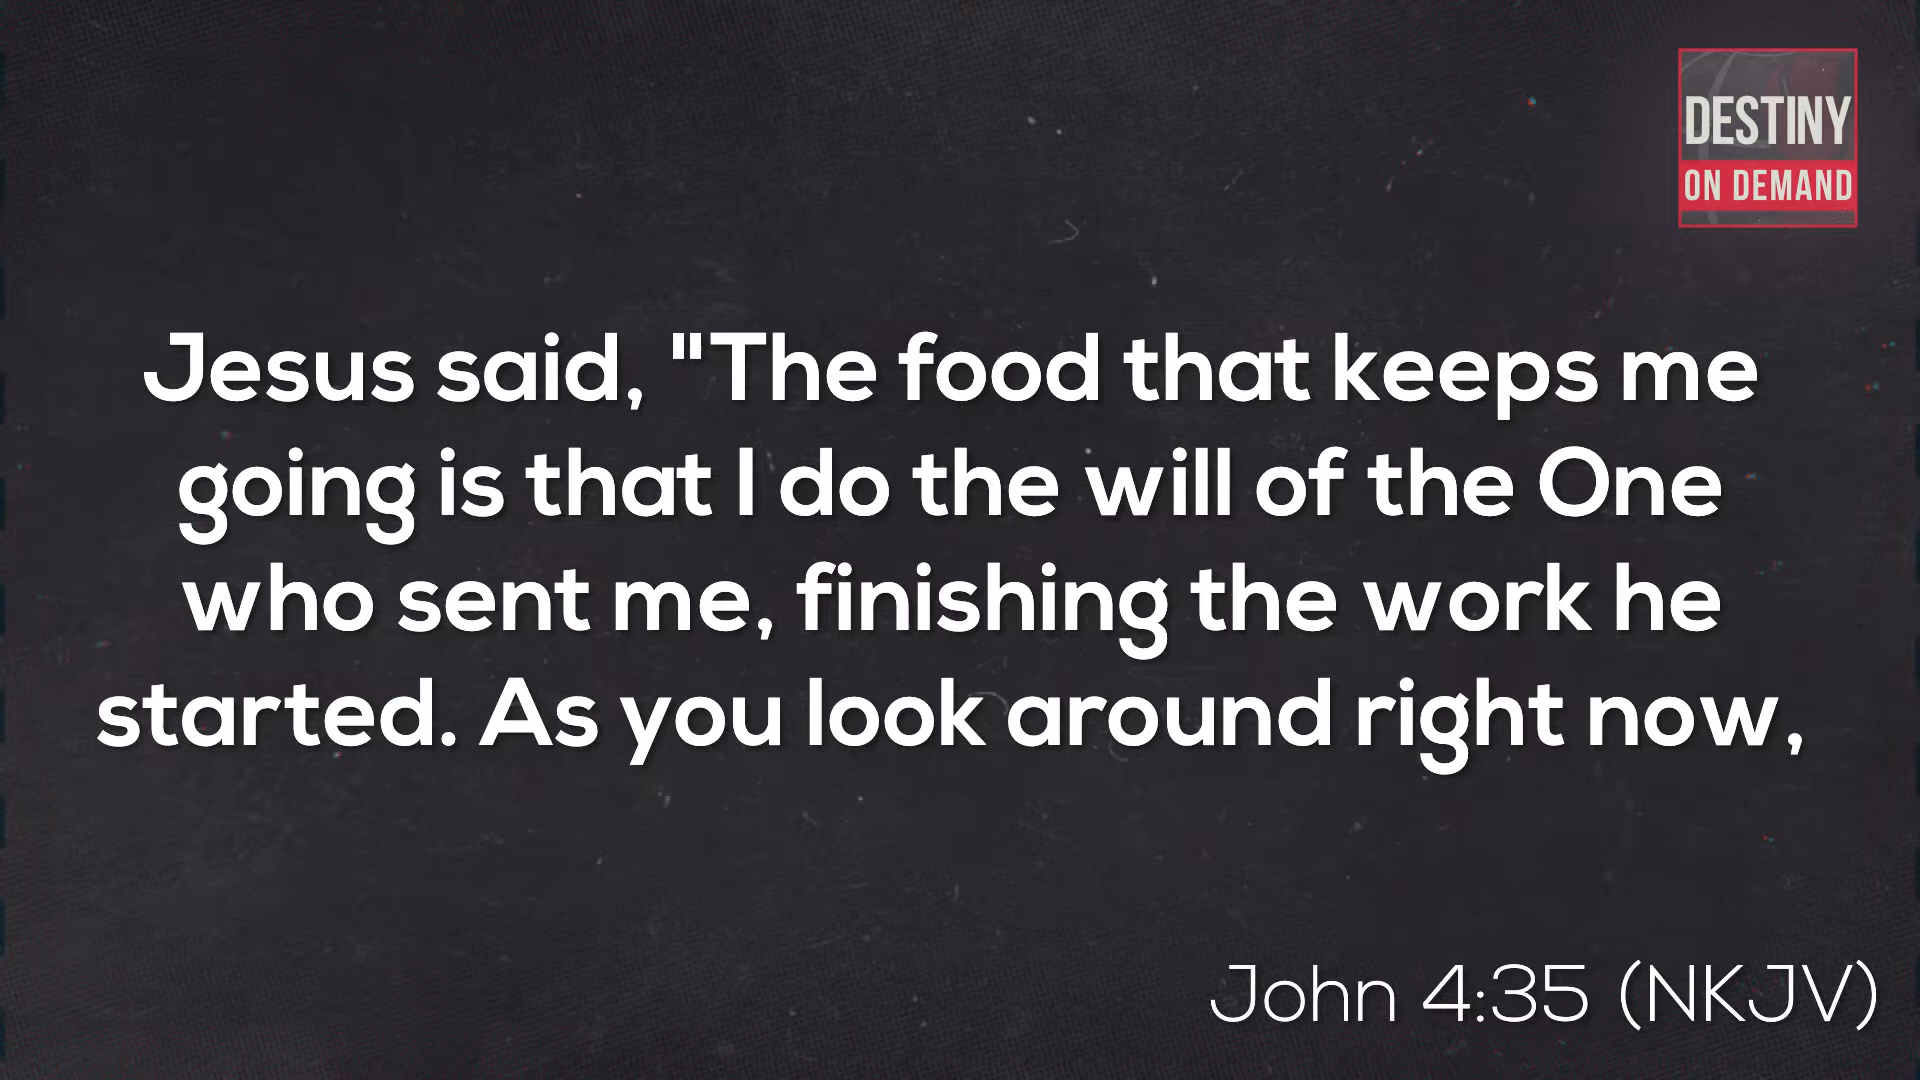 DESTINY
ON DEMAND
Jesus said, "The food that keeps me
going is that I do the will of the One
who sent me, finishing the work he
started. As you look around right now,
John 4:35 (NKJV)